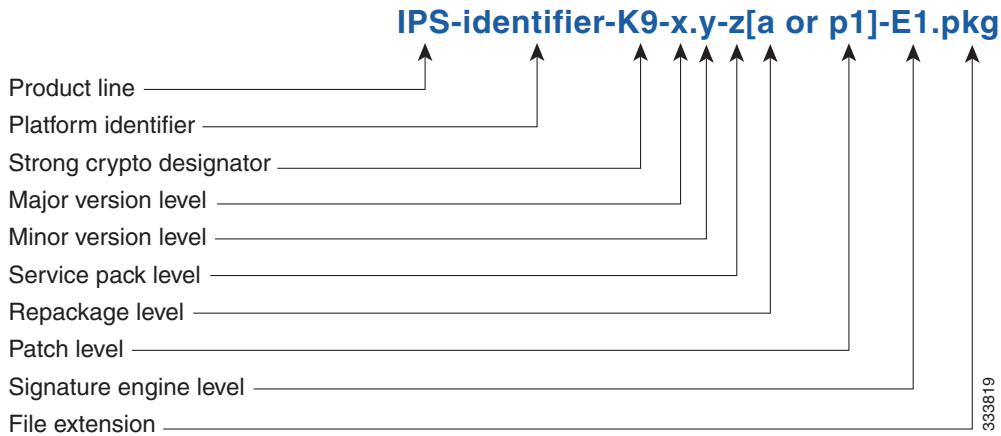 IPS-identifier-K9-x.y-z[a or p1]-E1.pkg
Product line
Platform identifier
Strong crypto designator
Major version level
Minor version level
Service pack level
Repackage level
Patch level
Signature engine level
File extension
333819